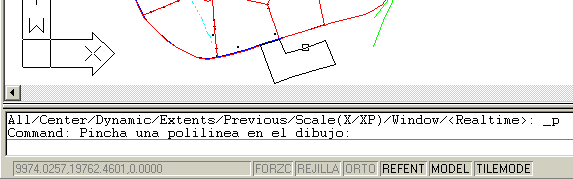 W
X
All/Center/Dynamic/Extents/Previous/Scale(X/XP)/Window/<Realtime>: _p
Command: Pincha una polilinea en el dibujo:
9974.0257,19762.4601,0.0000 FORZC REJILLA ORTO REFENT MODEL TILEMODE